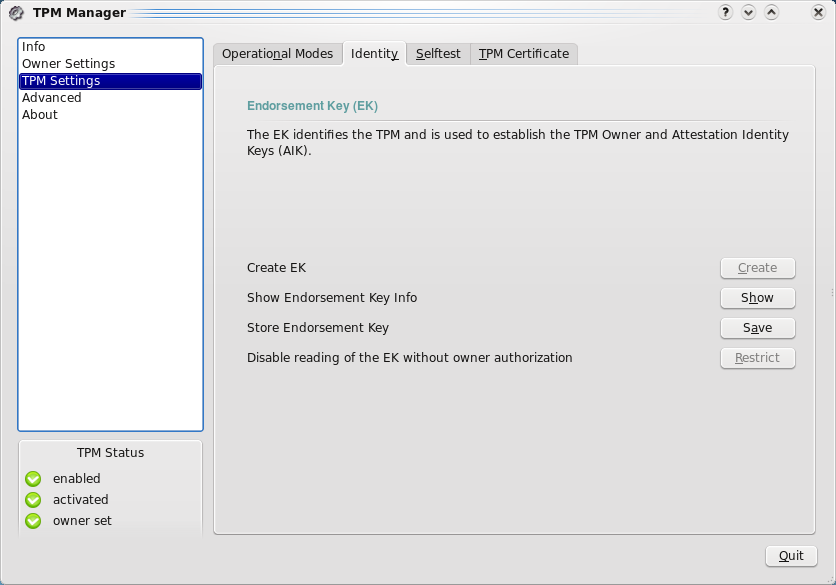 TPM Manager
?
Info
Owner Settings
TPM Settings
Advanced
About
Operational Modes
Identity
Selftest
TPM Certificate
Endorsement Key (EK)
The EK identifies the TPM and is used to establish the TPM Owner and Attestation Identity
Keys (AIK).
Create EK
Create
Show Endorsement Key Info
Show
Store Endorsement Key
Save
Disable reading of the EK without owner authorization
Restrict
TPM Status
enabled
activated
owner set
Quit